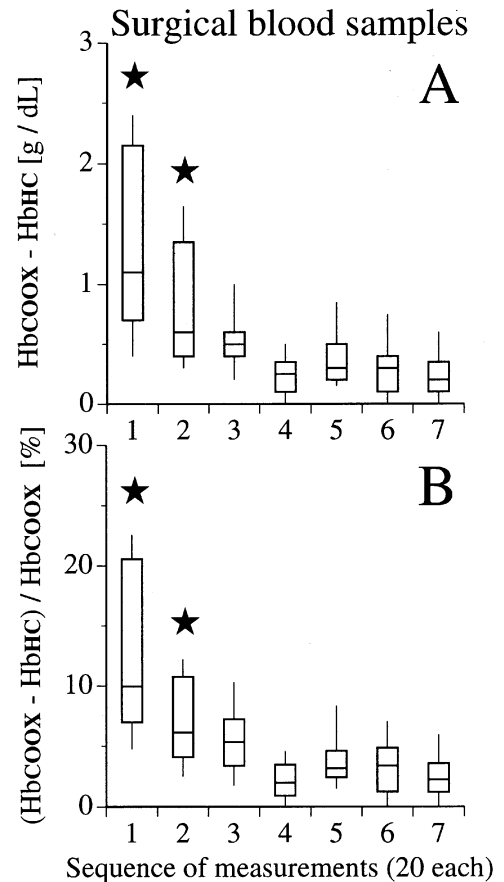 Surgical blood samples
A
HbCOOX - HbHC [g / dL]
3
2
1
0
1 2 3 4 5 6 7
B
(HbCOOX - HbHC) / HbCOOX [%]
30
20
10
0
1 2 3 4 5 6 7
Sequence of measurements (20 each)